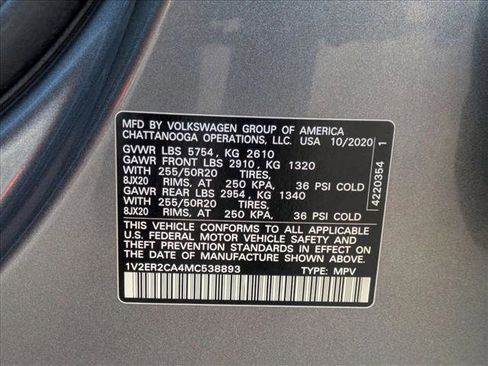 MFD BY VOLKSWAGEN GROUP OF AMERICA
CHATTANOOGA OPERATIONS, LLC. USA 10/2020
GVWR LBS 5754 , KG 2610
GAWR FRONT LBS 2910 , KG 1320
WITH 255/50R20 TIRES,
8JX20 RIMS, AT 250 KPA, 36 PSI COLD
GAWR REAR LBS 2954 , KG 1340
WITH 255/50R20 TIRES,
8JX20 RIMS, AT 250 KPA, 36 PSI COLD
THIS VEHICLE CONFORMS TO ALL APPLICABLE
U.S. FEDERAL MOTOR VEHICLE SAFETY AND
THEFT PREVENTION STANDARDS IN EFFECT ON
THE DATE OF MANUFACTURE SHOWN ABOVE
1V2ER2CA4MC538893 TYPE: MPV
4220354 1